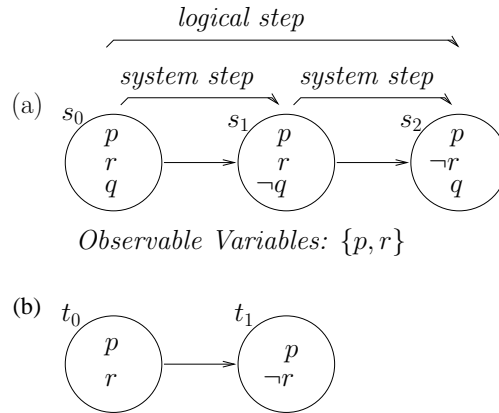 logical step
system step system step
(a) s₀ s₁ s₂
p p p
r r ¬r
q ¬q q
Observable Variables: {p, r}
(b) t₀ t₁
p p
r ¬r